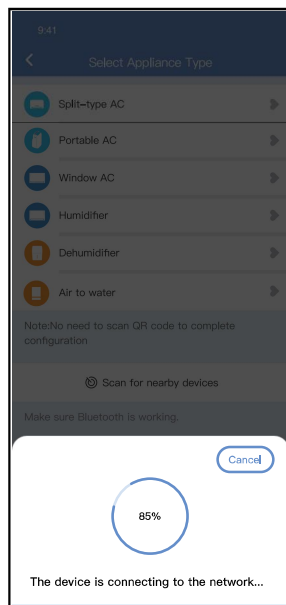 9:41
Select Appliance Type
Split-type AC
Portable AC
Window AC
Humidifier
Dehumidifier
Air to water
Note:No need to scan QR code to complete
configuration
Scan for nearby devices
Make sure Bluetooth is working.
Cancel
85%
The device is connecting to the network...